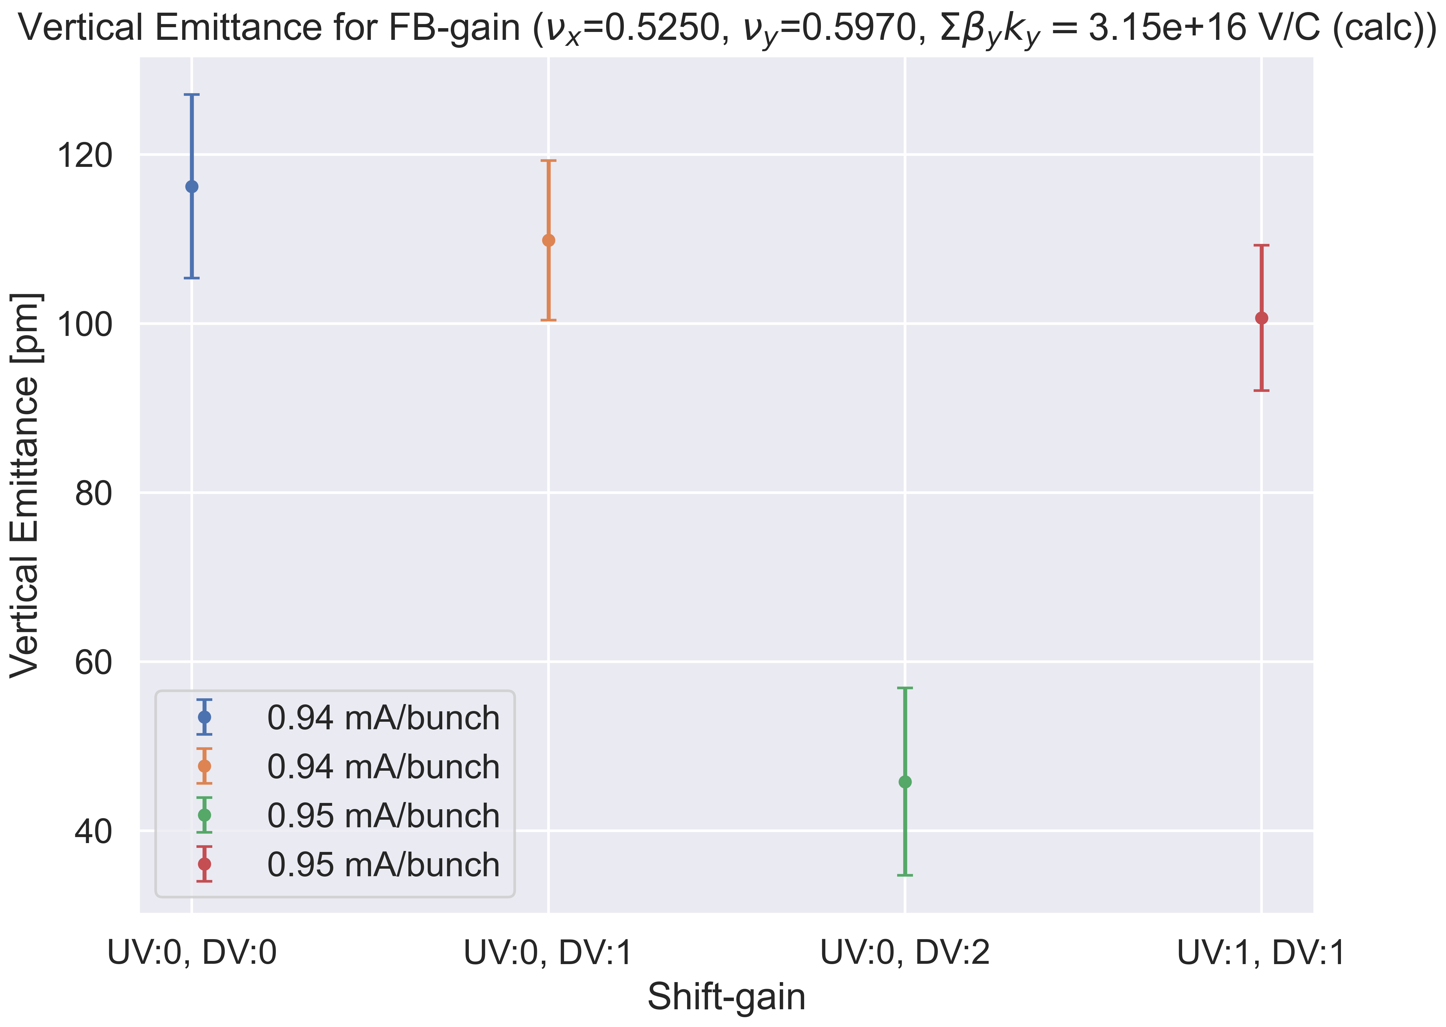 Vertical Emittance for FB-gain (νx=0.5250, νy=0.5970, Σβyky = 3.15e+16 V/C (calc))
Vertical Emittance [pm]
120
100
80
60
40
0.94 mA/bunch
0.94 mA/bunch
0.95 mA/bunch
0.95 mA/bunch
UV:0, DV:0 UV:0, DV:1 UV:0, DV:2 UV:1, DV:1
Shift-gain